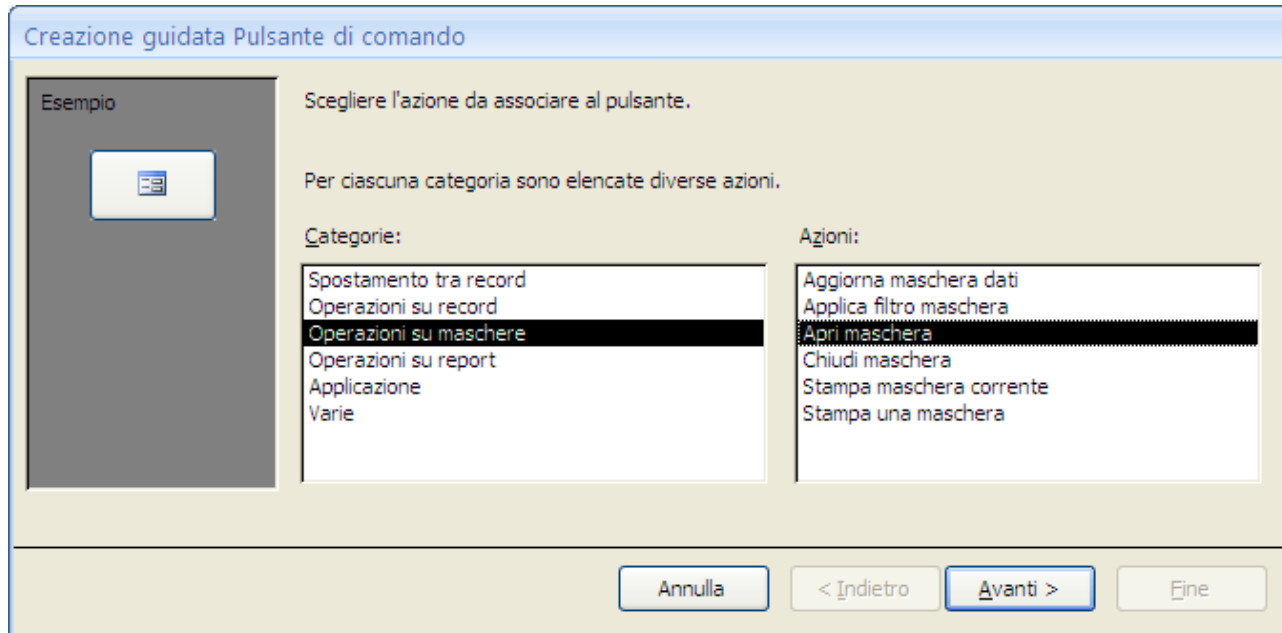 Creazione guidata Pulsante di comando
Esempio
Scegliere l'azione da associare al pulsante.
Per ciascuna categoria sono elencate diverse azioni.
Categorie:
Spostamento tra record
Operazioni su record
Operazioni su maschere
Operazioni su report
Applicazione
Varie
Azioni:
Aggiorna maschera dati
Applica filtro maschera
Apri maschera
Chiudi maschera
Stampa maschera corrente
Stampa una maschera
Annulla
< Indietro
Avanti >
Fine